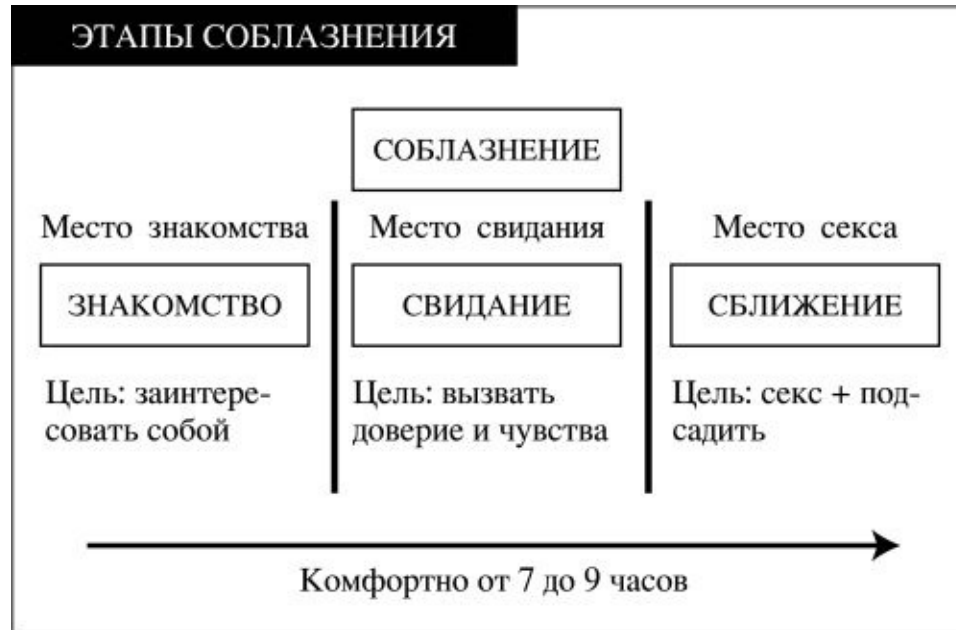 ЭТАПЫ СОБЛАЗНЕНИЯ
СОБЛАЗНЕНИЕ
Место знакомства
ЗНАКОМСТВО
Цель: заинтере-
совать собой
Место свидания
СВИДАНИЕ
Цель: вызвать
доверие и чувства
Место секса
СБЛИЖЕНИЕ
Цель: секс + под-
садить
Комфортно от 7 до 9 часов